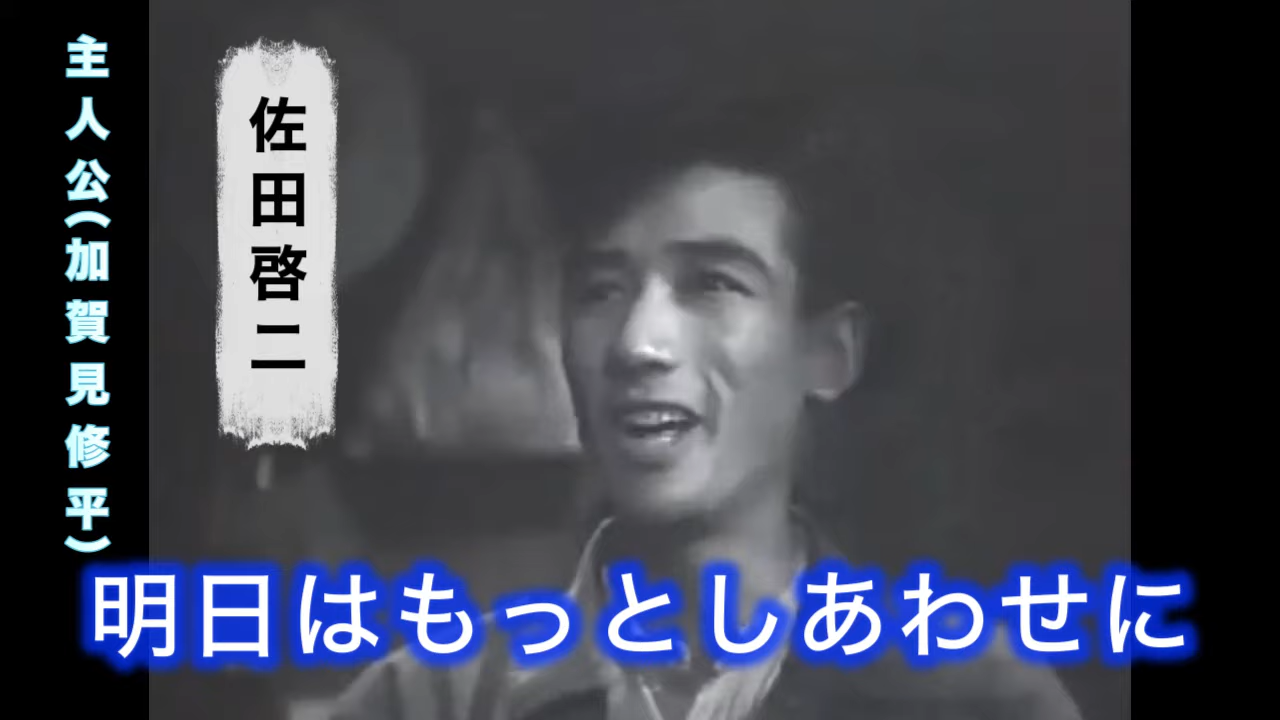 主人公(加賀見修平)
佐田啓二
明日はもっとしあわせに